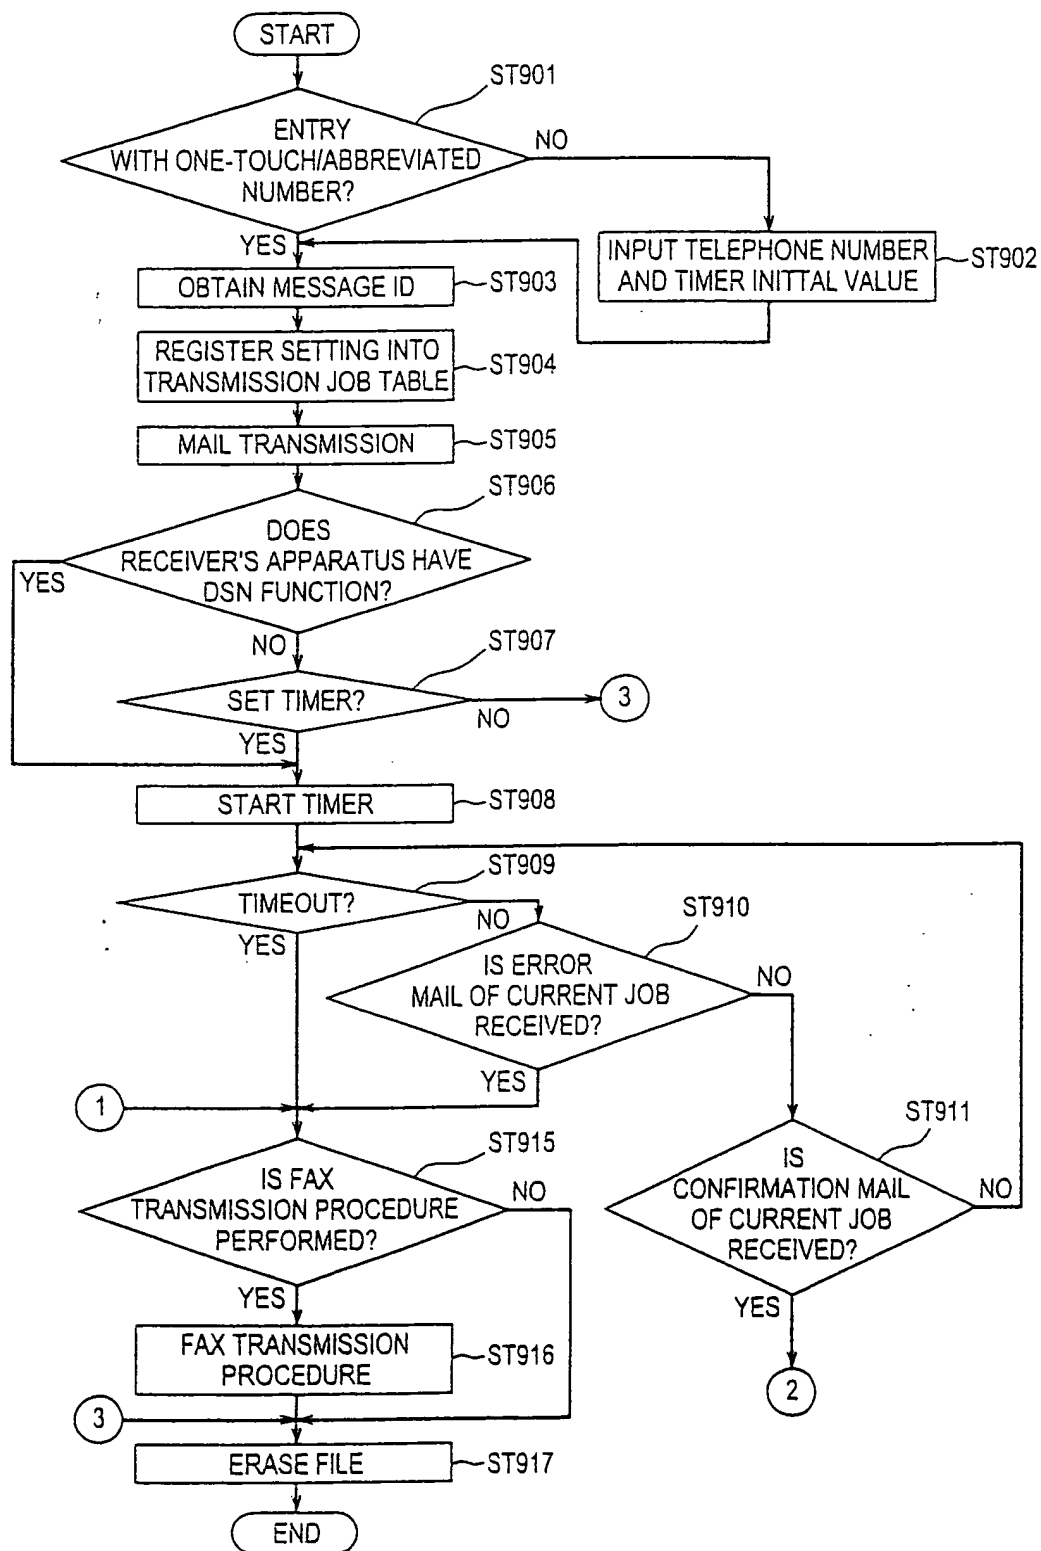 START
ST901
ENTRY
WITH ONE-TOUCH/ABBREVIATED
NUMBER?
NO
YES
INPUT TELEPHONE NUMBER
AND TIMER INITTAL VALUE
ST902
OBTAIN MESSAGE ID
ST903
REGISTER SETTING INTO
TRANSMISSION JOB TABLE
ST904
MAIL TRANSMISSION
ST905
ST906
DOES
RECEIVER'S APPARATUS HAVE
DSN FUNCTION?
YES
NO
ST907
SET TIMER?
NO
3
YES
START TIMER
ST908
ST909
TIMEOUT?
NO
YES
ST910
IS ERROR
MAIL OF CURRENT JOB
RECEIVED?
NO
YES
1
ST911
IS
CONFIRMATION MAIL
OF CURRENT JOB
RECEIVED?
NO
YES
2
ST915
IS FAX
TRANSMISSION PROCEDURE
PERFORMED?
NO
YES
FAX TRANSMISSION
PROCEDURE
ST916
3
ERASE FILE
ST917
END